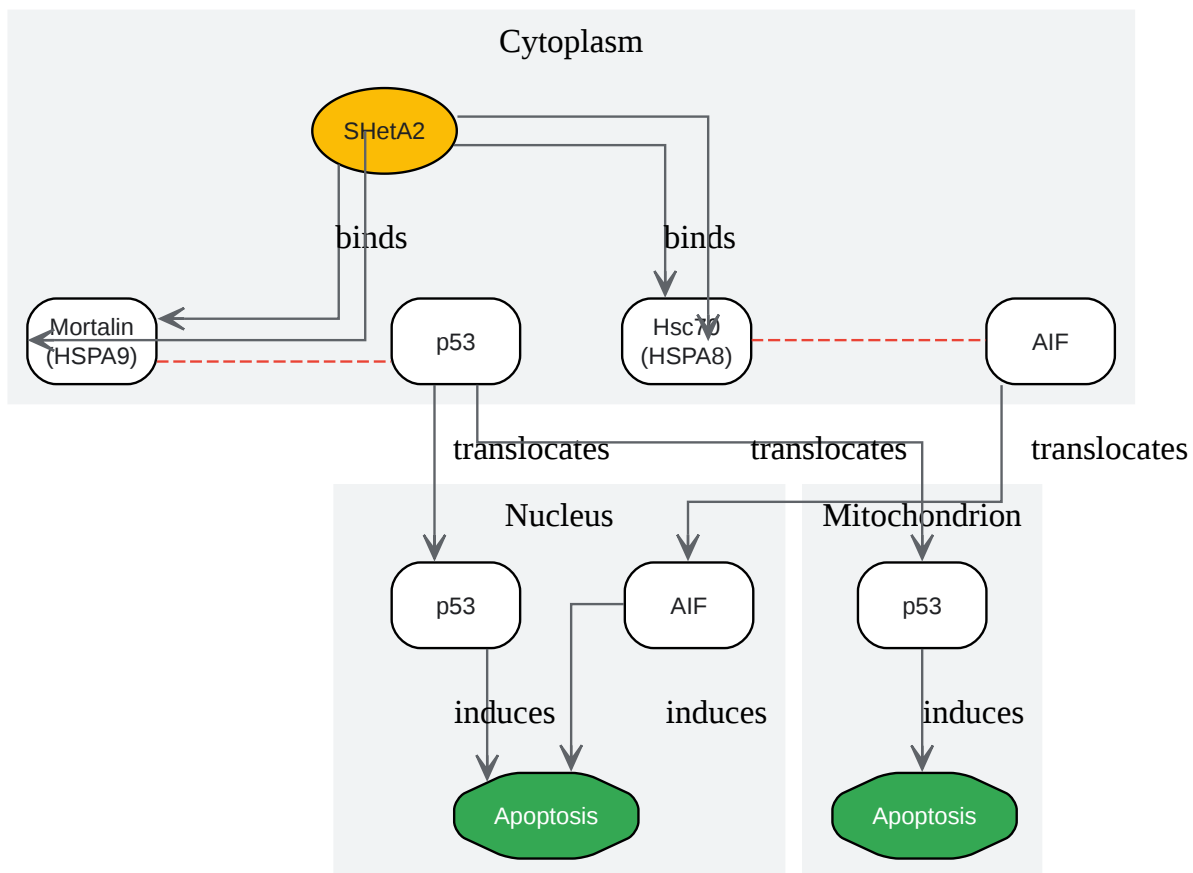 Cytoplasm
SHetA2
binds
binds
Mortalin
(HSPA9)
p53
Hsc70
(HSPA8)
AIF
translocates
translocates
translocates
Nucleus
Mitochondrion
p53
AIF
p53
induces
induces
induces
Apoptosis
Apoptosis